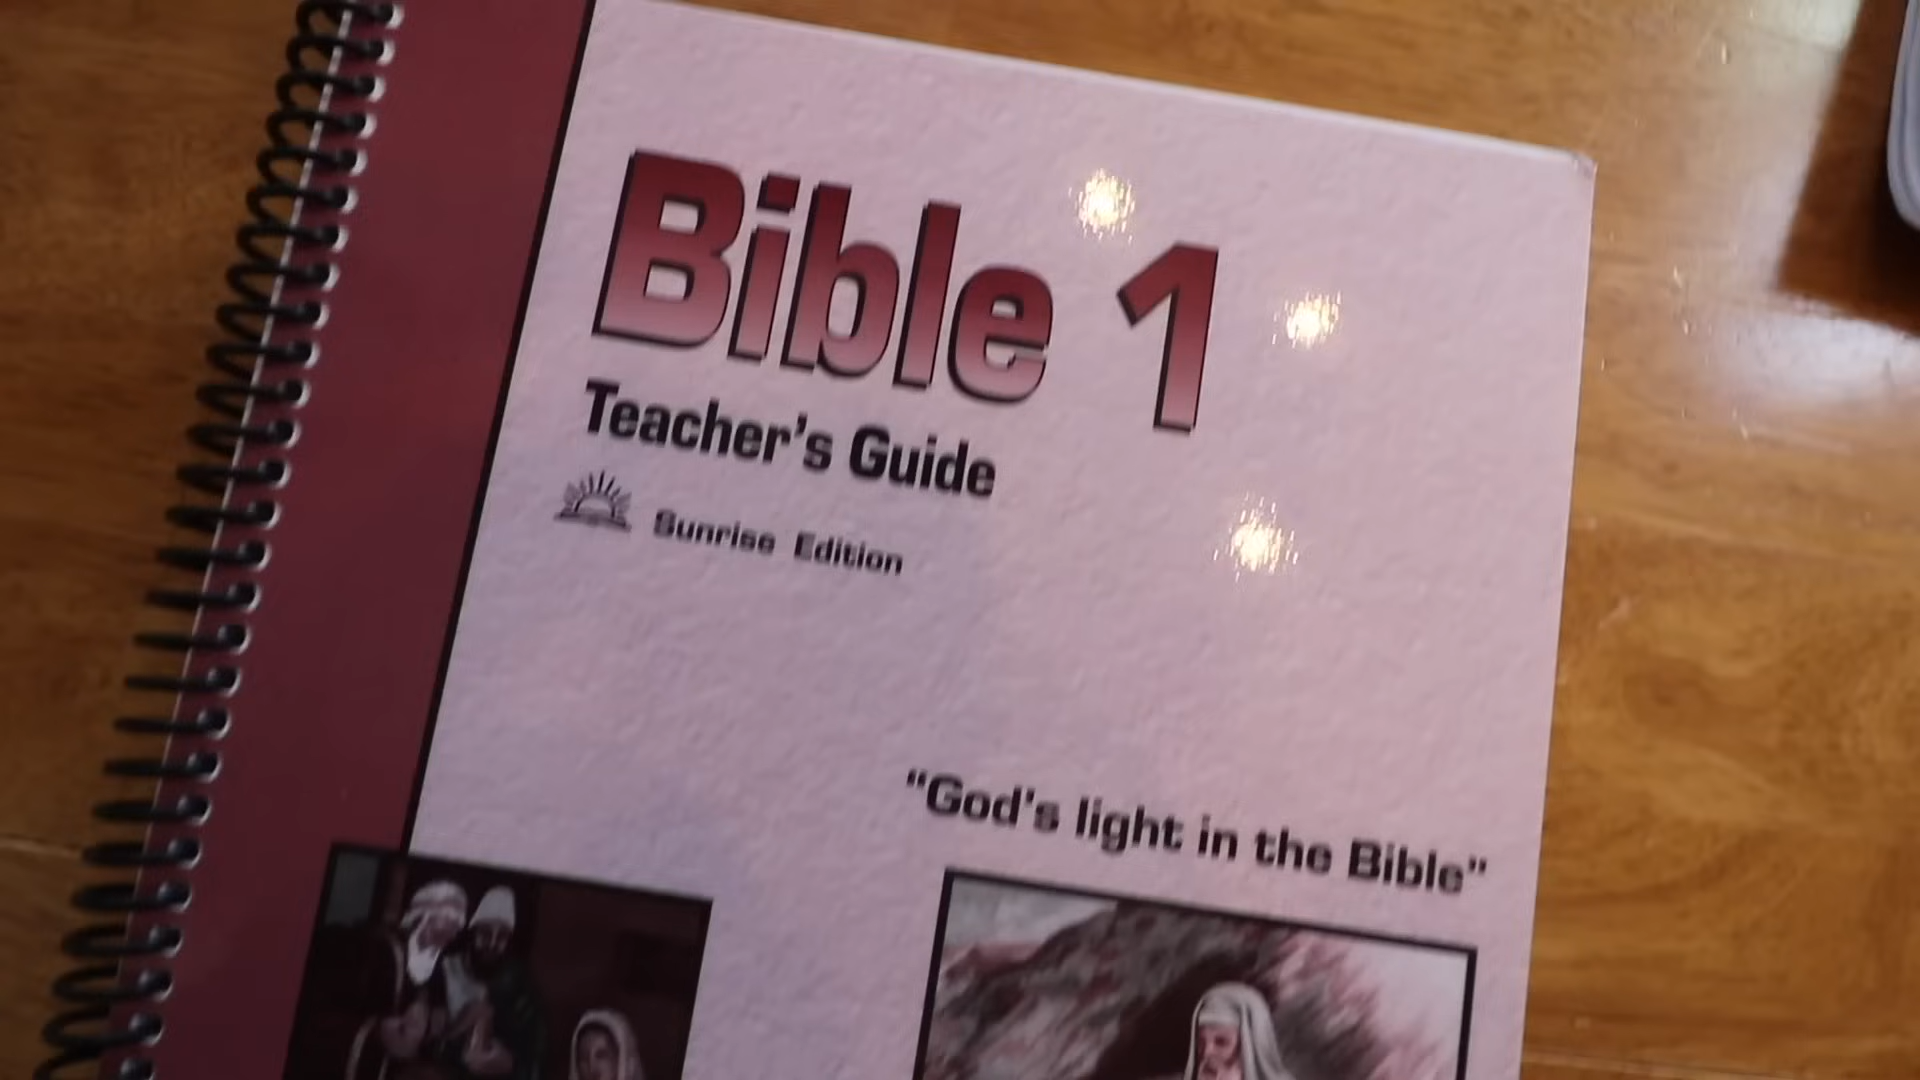 Bible 1
Teacher's Guide
Sunrise Edition
"God's light in the Bible"